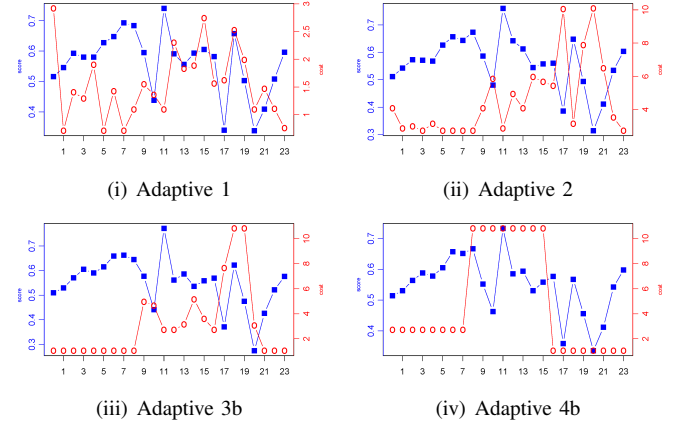 0.4 0.5 0.6 0.7
score
1 2 3
cost
1 3 5 7 9 11 13 15 17 19 21 23
(i) Adaptive 1
0.3 0.4 0.5 0.6 0.7
score
4 6 8 10
cost
1 3 5 7 9 11 13 15 17 19 21 23
(ii) Adaptive 2
0.3 0.4 0.5 0.6 0.7
score
2 4 6 8 10
cost
1 3 5 7 9 11 13 15 17 19 21 23
(iii) Adaptive 3b
0.4 0.5 0.6 0.7
score
2 4 6 8 10
cost
1 3 5 7 9 11 13 15 17 19 21 23
(iv) Adaptive 4b